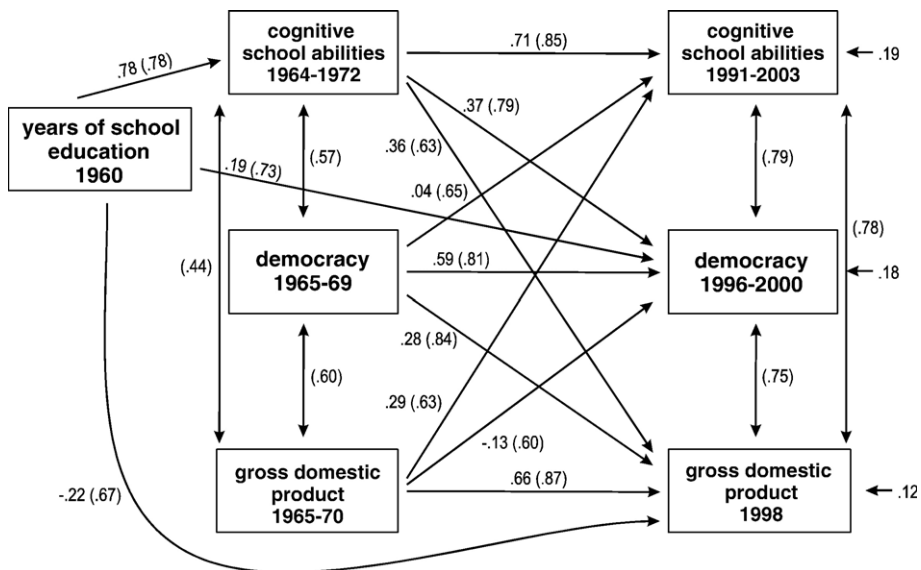 cognitive
school abilities
1964-1972
.71 (.85)
cognitive
school abilities
1991-2003
.19
.78 (.78)
years of school
education
1960
.37 (.79)
.36 (.63)
(.57)
(.79)
.19 (.73)
.04 (.65)
(.78)
(.44)
democracy
1965-69
.59 (.81)
democracy
1996-2000
.18
.28 (.84)
(.60)
(.75)
.29 (.63)
-.13 (.60)
gross domestic
product
1965-70
.66 (.87)
gross domestic
product
1998
.12
-.22 (.67)